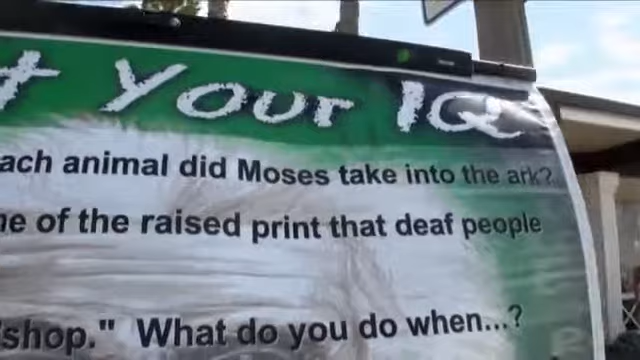 t Your IQ
ach animal did Moses take into the ark?
ne of the raised print that deaf people
'shop." What do you do when...?